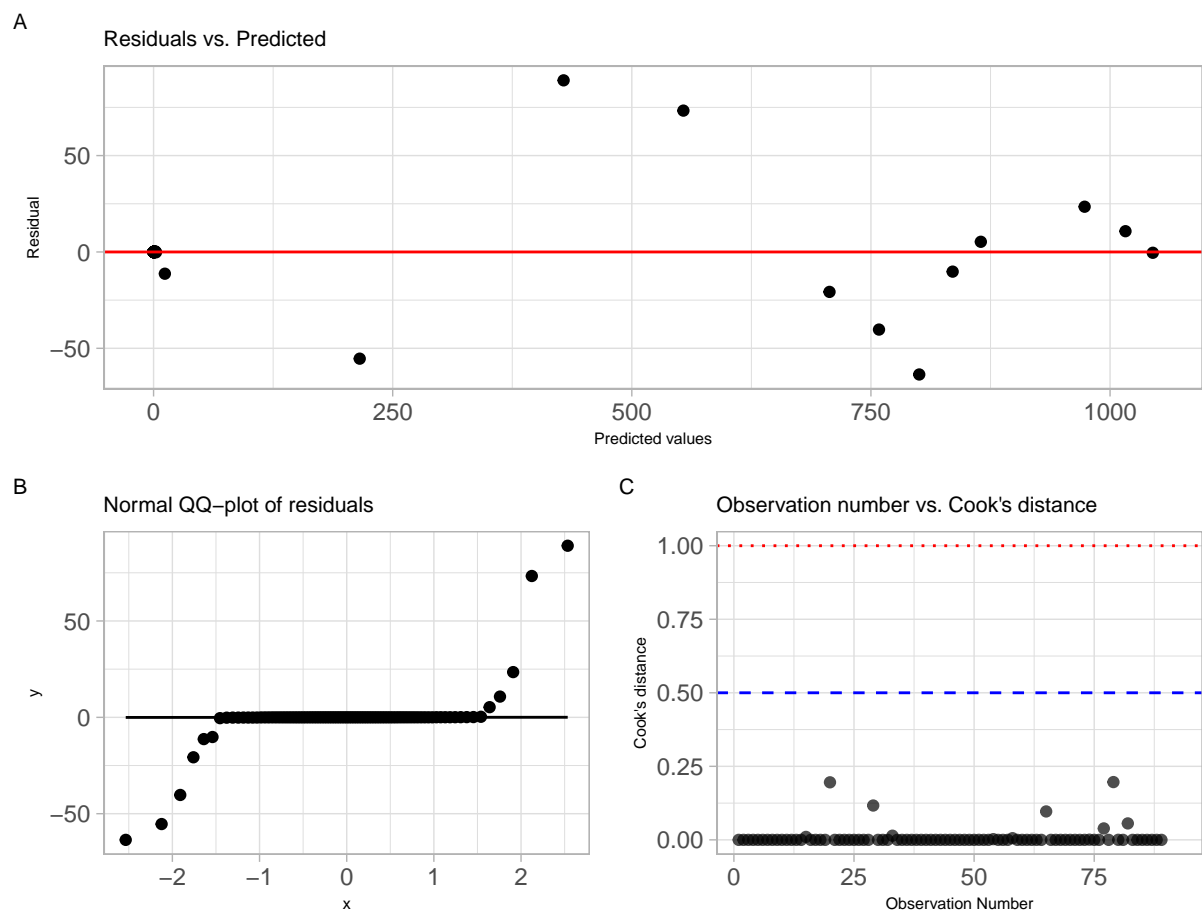 A
Residuals vs. Predicted
50
0
−50
Residual
0 250 500 750 1000
Predicted values
B
Normal QQ−plot of residuals
50
0
−50
y
−2 −1 0 1 2
x
C
Observation number vs. Cook's distance
1.00
0.75
0.50
0.25
0.00
Cook's distance
0 25 50 75
Observation Number